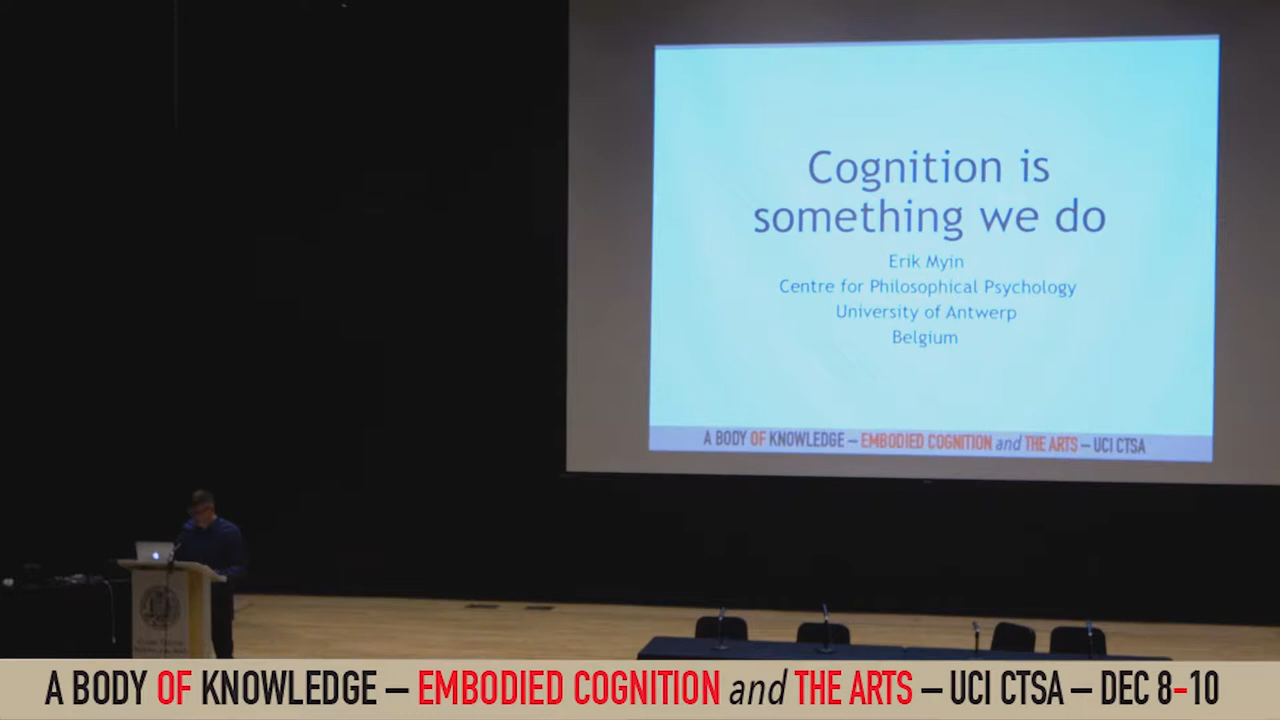 Cognition is
something we do
Erik Myin
Centre for Philosophical Psychology
University of Antwerp
Belgium
A BODY OF KNOWLEDGE – EMBODIED COGNITION and THE ARTS – UCI CTSA
A BODY OF KNOWLEDGE – EMBODIED COGNITION and THE ARTS – UCI CTSA – DEC 8-10